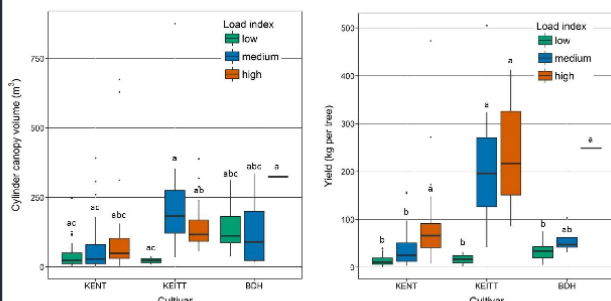 Load index
low
medium
high
Cylinder canopy volume (m³)
750
500
250
0
ac ac abc ac a ab abc abc a
KENT KEITT BDH
Cultivar
Load index
low
medium
high
Yield (kg per tree)
500
400
300
200
100
0
b b a b a a b ab a
KENT KEITT BDH
Cultivar